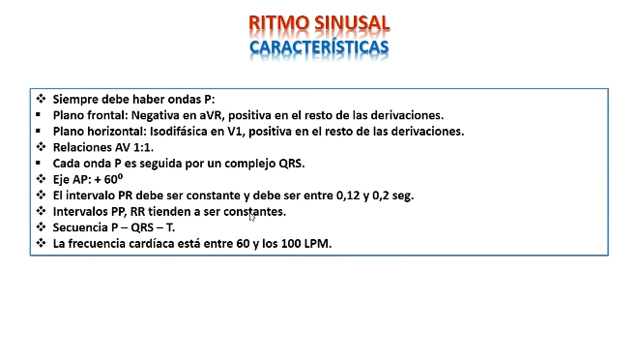 RITMO SINUSAL
CARACTERÍSTICAS
❖ Siempre debe haber ondas P:
▪ Plano frontal: Negativa en aVR, positiva en el resto de las derivaciones.
▪ Plano horizontal: Isodifásica en V1, positiva en el resto de las derivaciones.
❖ Relaciones AV 1:1.
▪ Cada onda P es seguida por un complejo QRS.
❖ Eje AP: + 60º
❖ El intervalo PR debe ser constante y debe ser entre 0,12 y 0,2 seg.
❖ Intervalos PP, RR tienden a ser constantes.
❖ Secuencia P – QRS – T.
❖ La frecuencia cardíaca está entre 60 y los 100 LPM.